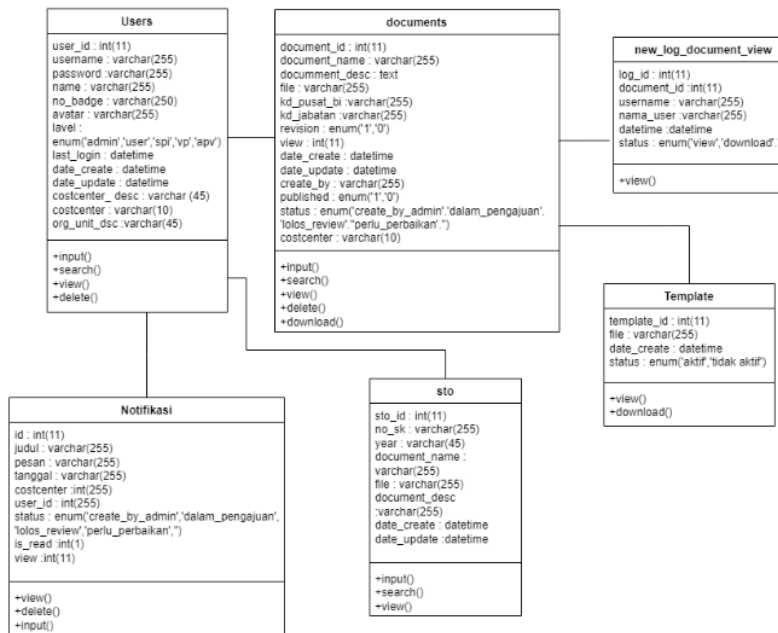 Users
user_id : int(11)
username : varchar(255)
password :varchar(255)
name : varchar(255)
no_badge : varchar(250)
avatar : varchar(255)
lavel :
enum('admin','user','spi','vp','apv')
last_login : datetime
date_create : datetime
date_update : datetime
costcenter_ desc : varchar (45)
costcenter : varchar(10)
org_unit_dsc :varchar(45)
+input()
+search()
+view()
+delete()
documents
document_id : int(11)
document_name : varchar(255)
documment_desc : text
file : varchar(255)
kd_pusat_bi :varchar(255)
kd_jabatan :varchar(255)
revision : enum('1','0')
view : int(11)
date_create : datetime
date_update : datetime
create_by : varchar(255)
published : enum('1','0')
status : enum('create_by_admin'.'dalam_pengajuan'.
'lolos_review'."perlu_perbaikan'.'')
costcenter : varchar(10)
+input()
+search()
+view()
+delete()
+download()
new_log_document_view
log_id : int(11)
document_id :int(11)
username : varchar(255)
nama_user : varchar(255)
datetime :datetime
status : enum('view','download'.'
+view()
Template
template_id : int(11)
file : varchar(255)
date_create : datetime
status : enum('aktif','tidak aktif')
+view()
+download()
Notifikasi
id : int(11)
judul : varchar(255)
pesan : varchar(255)
tanggal : varchar(255)
costcenter :int(255)
user_id : int(255)
status : enum('create_by_admin','dalam_pengajuan',
'lolos_review','perlu_perbaikan','')
is_read :int(1)
view :int(11)
+view()
+delete()
+input()
sto
sto_id : int(11)
no_sk : varchar(255)
year : varchar(45)
document_name :
varchar(255)
file : varchar(255)
document_desc
:varchar(255)
date_create : datetime
date_update :datetime
+input()
+search()
+view()